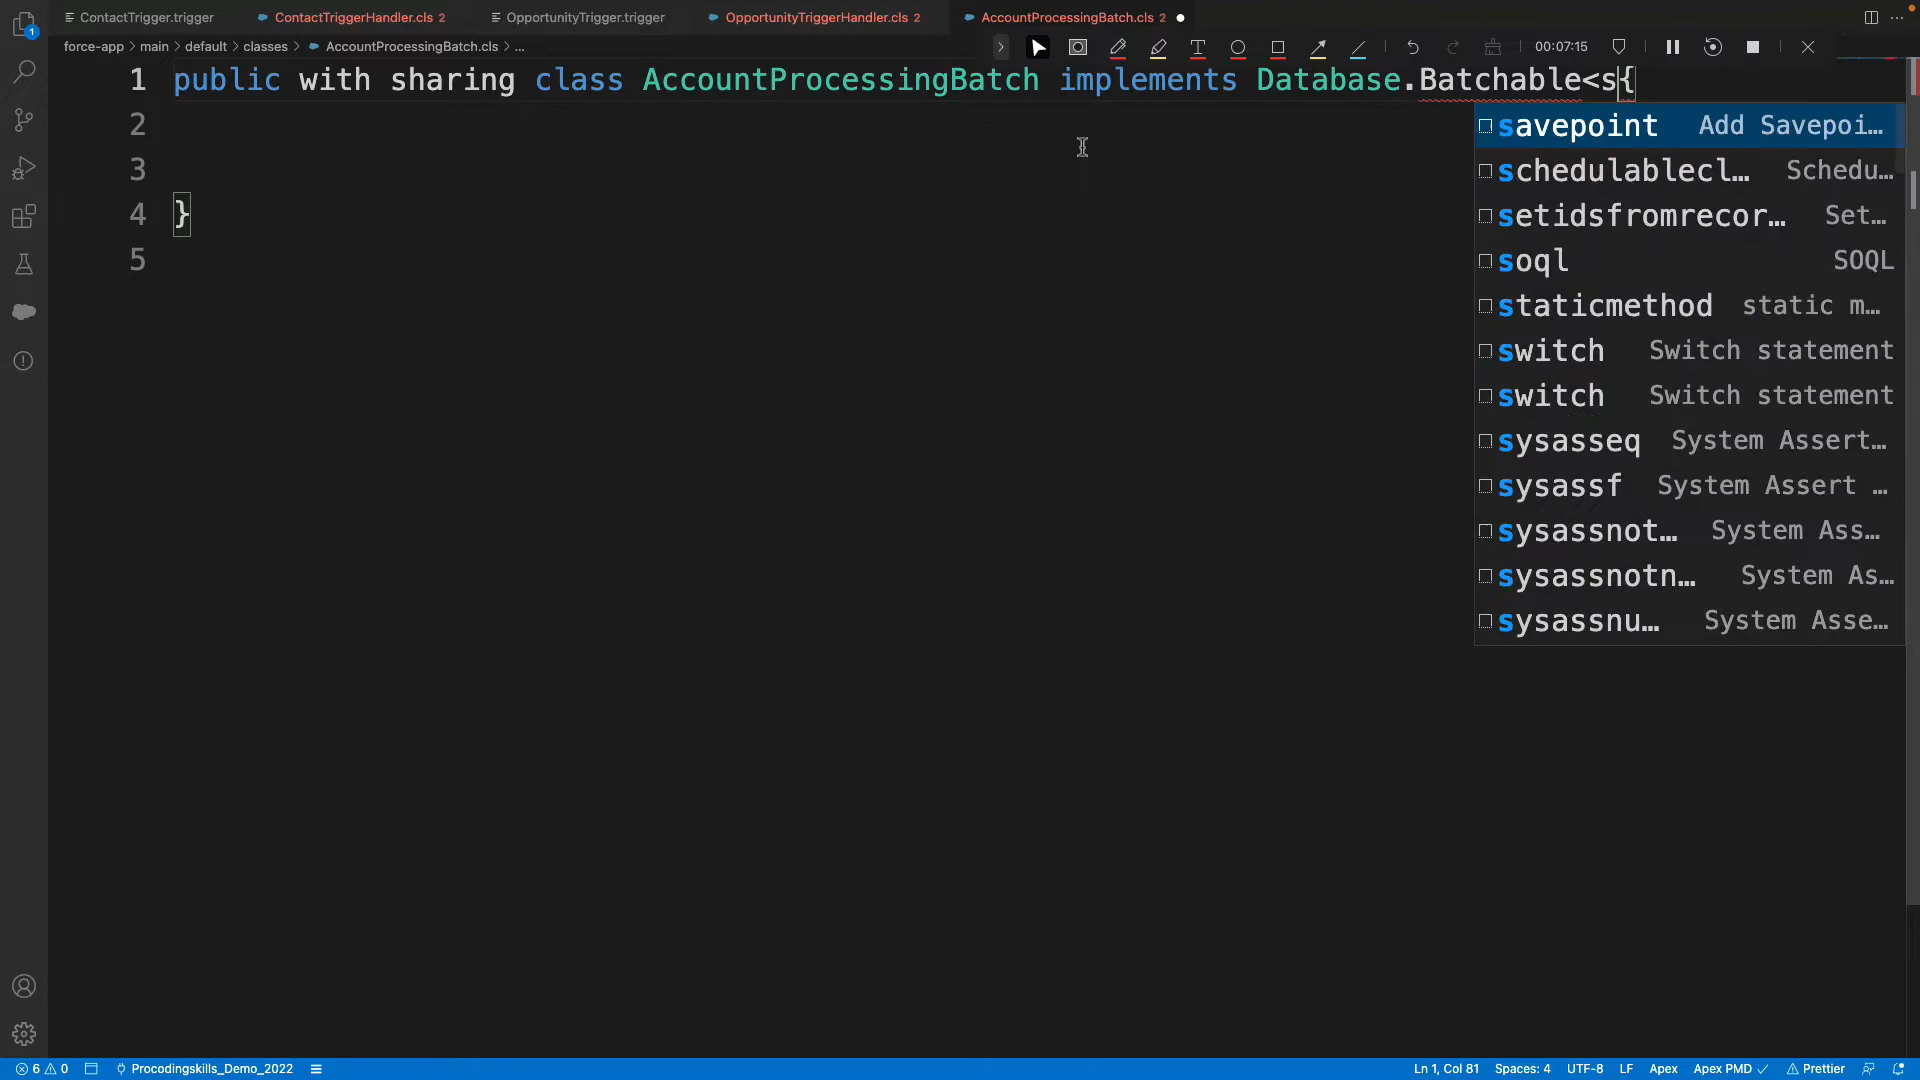 ContactTrigger.trigger ContactTriggerHandler.cls 2 OpportunityTrigger.trigger OpportunityTriggerHandler.cls 2 AccountProcessingBatch.cls 2
force-app > main > default > classes > AccountProcessingBatch.cls > ...
00:07:15
1 public with sharing class AccountProcessingBatch implements Database.Batchable<s{
2
3
4 }
5
savepoint Add Savepoi…
schedulablecl… Schedu…
setidsfromrecor… Set…
soql SOQL
staticmethod static m…
switch Switch statement
switch Switch statement
sysasseq System Assert…
sysassf System Assert …
sysassnot… System Ass…
sysassnotn… System As…
sysassnu… System Asse…
1
6 0 Procodingskills_Demo_2022 Ln 1, Col 81 Spaces: 4 UTF-8 LF Apex Apex PMD Prettier